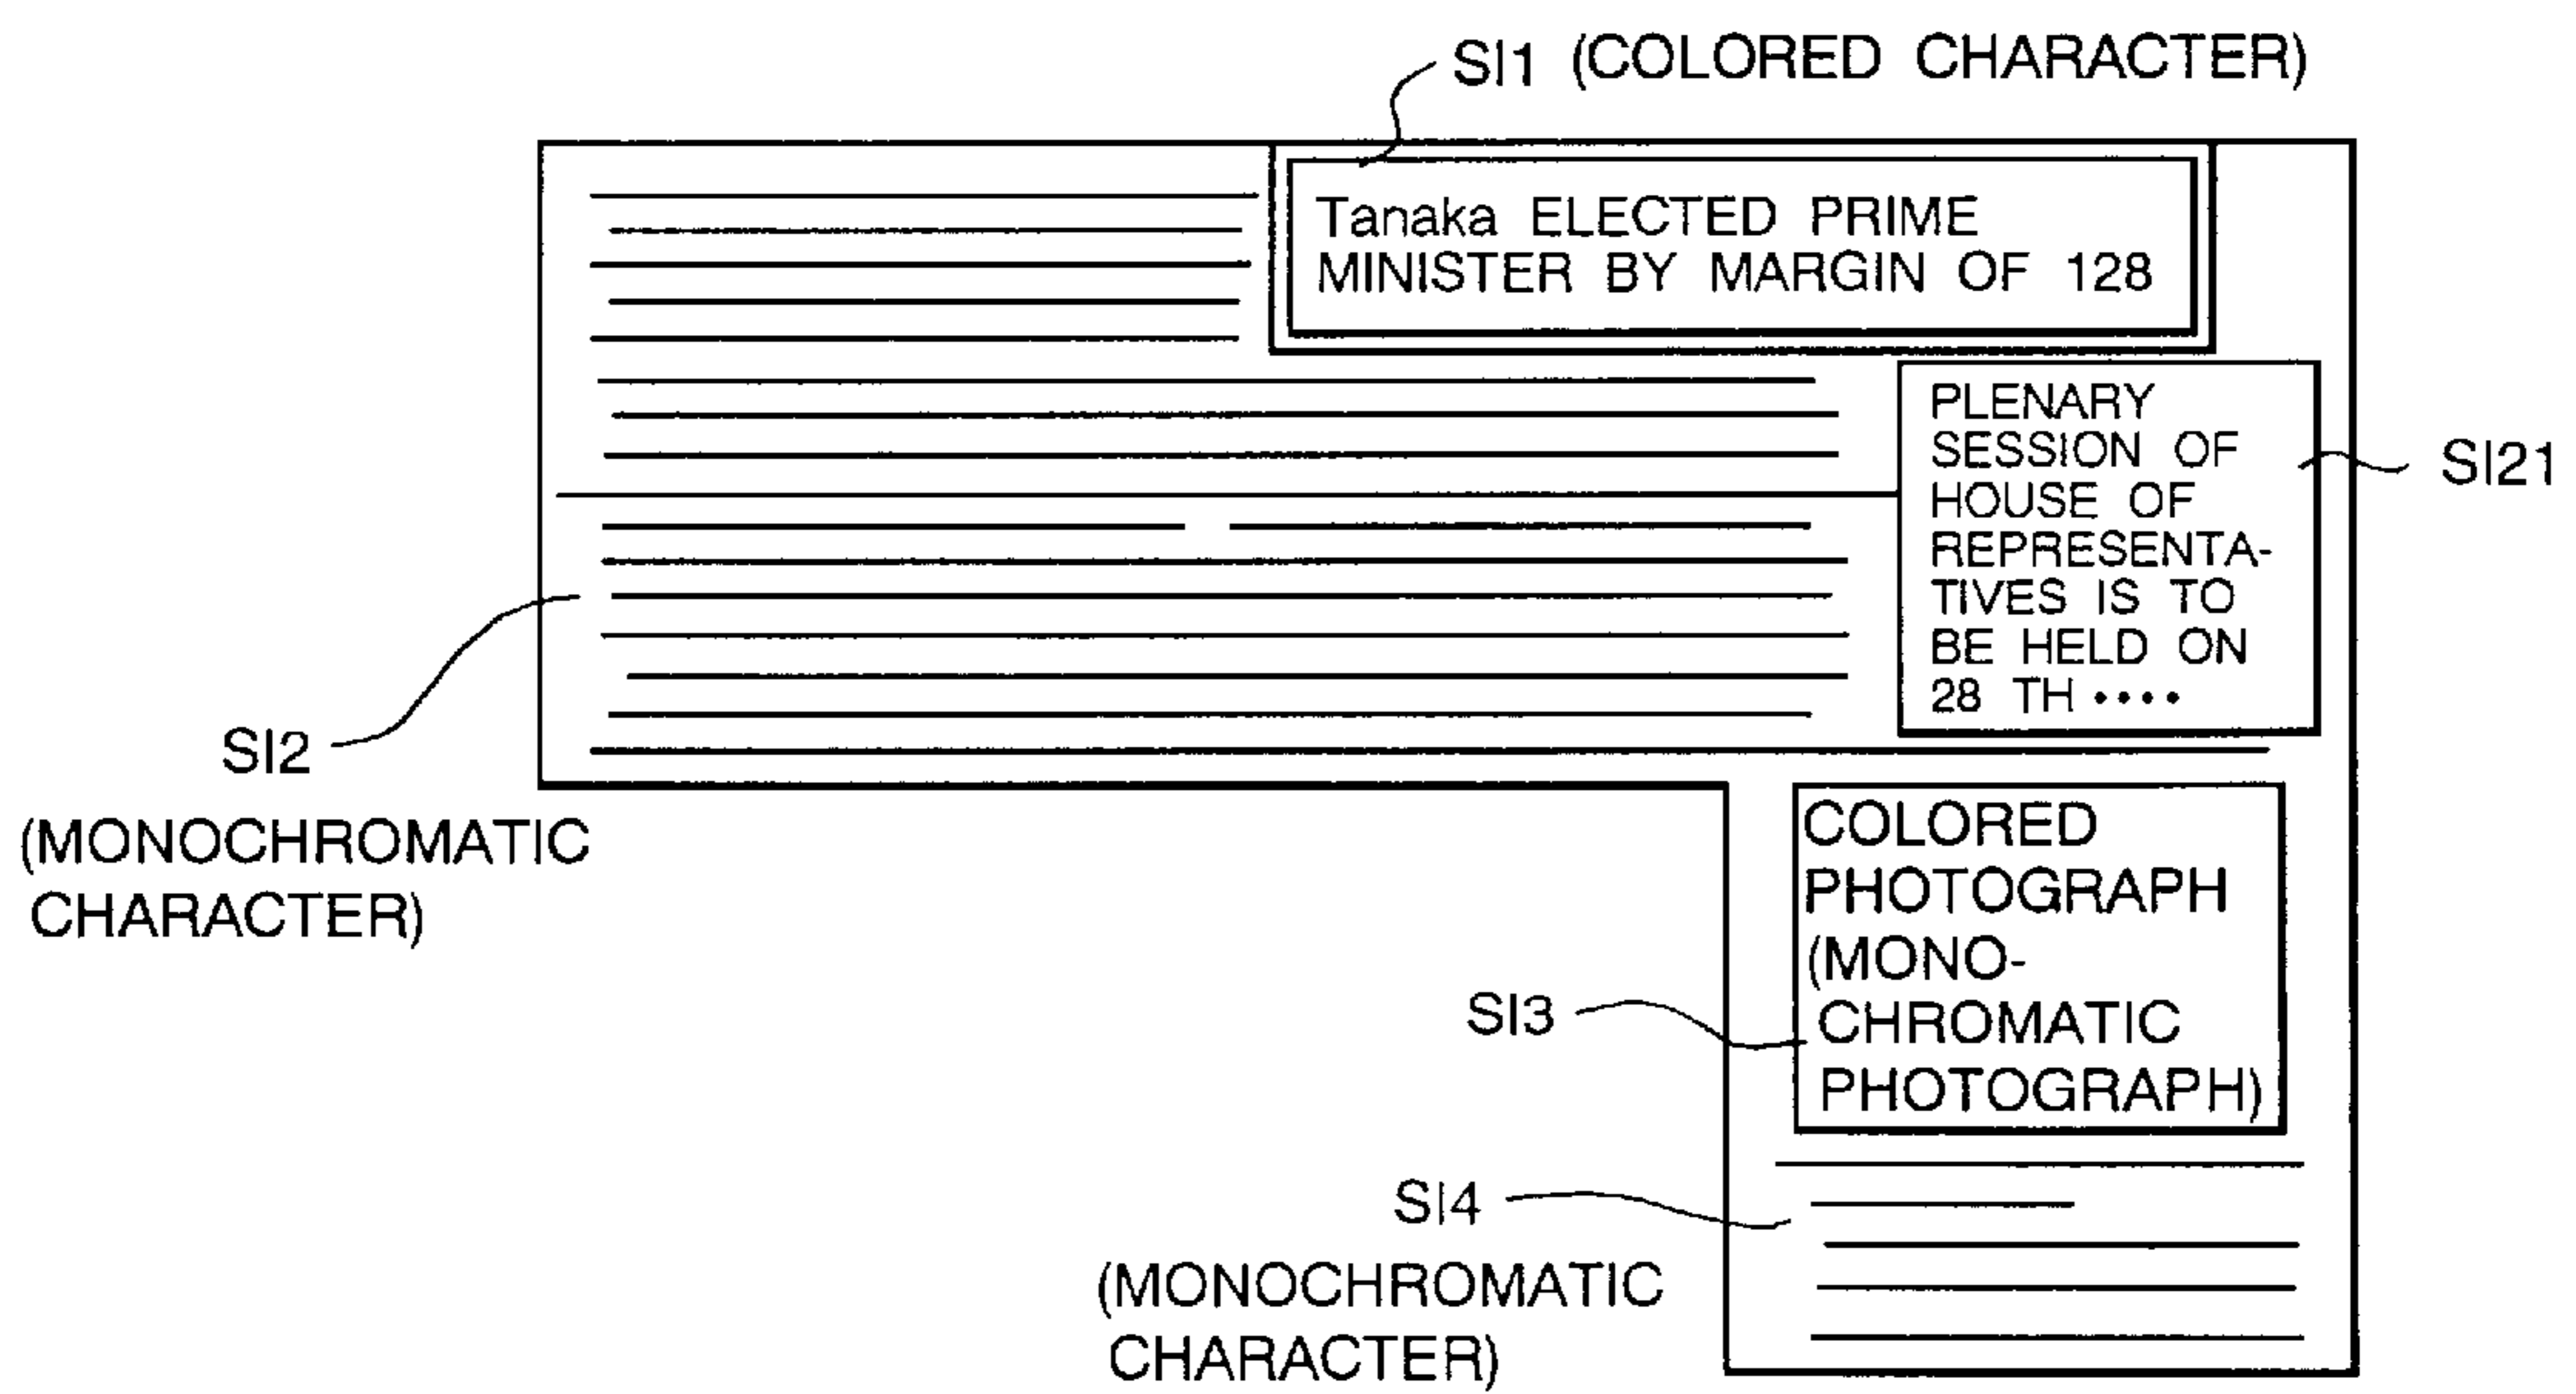 SI1 (COLORED CHARACTER)
Tanaka ELECTED PRIME
MINISTER BY MARGIN OF 128
PLENARY
SESSION OF
HOUSE OF
REPRESENTA-
TIVES IS TO
BE HELD ON
28 TH ••••
SI21
SI2
(MONOCHROMATIC
CHARACTER)
COLORED
PHOTOGRAPH
(MONO-
CHROMATIC
PHOTOGRAPH)
SI3
SI4
(MONOCHROMATIC
CHARACTER)